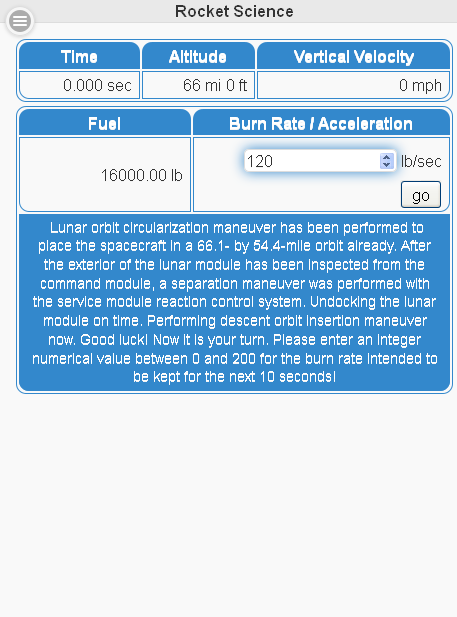 Rocket Science
Time Altitude Vertical Velocity
0.000 sec 66 mi 0 ft 0 mph
Fuel Burn Rate / Acceleration
16000.00 lb 120 lb/sec
go
Lunar orbit circularization maneuver has been performed to
place the spacecraft in a 66.1- by 54.4-mile orbit already. After
the exterior of the lunar module has been inspected from the
command module, a separation maneuver was performed with
the service module reaction control system. Undocking the lunar
module on time. Performing descent orbit insertion maneuver
now. Good luck! Now it is your turn. Please enter an integer
numerical value between 0 and 200 for the burn rate intended to
be kept for the next 10 seconds!